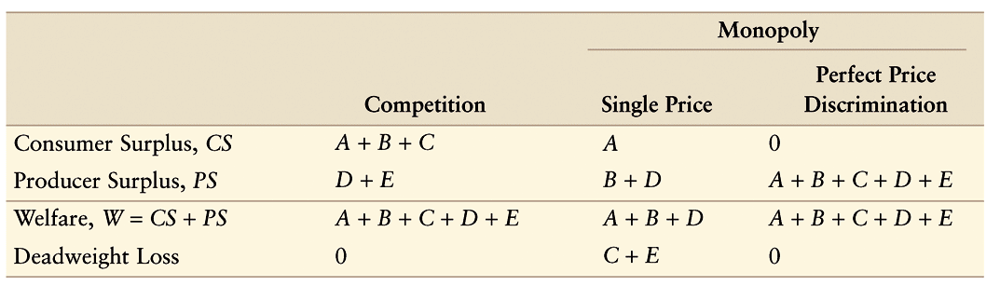 Monopoly
Perfect Price
Competition Single Price Discrimination
Consumer Surplus, CS A + B + C A 0
Producer Surplus, PS D + E B + D A + B + C + D + E
Welfare, W = CS + PS A + B + C + D + E A + B + D A + B + C + D + E
Deadweight Loss 0 C + E 0